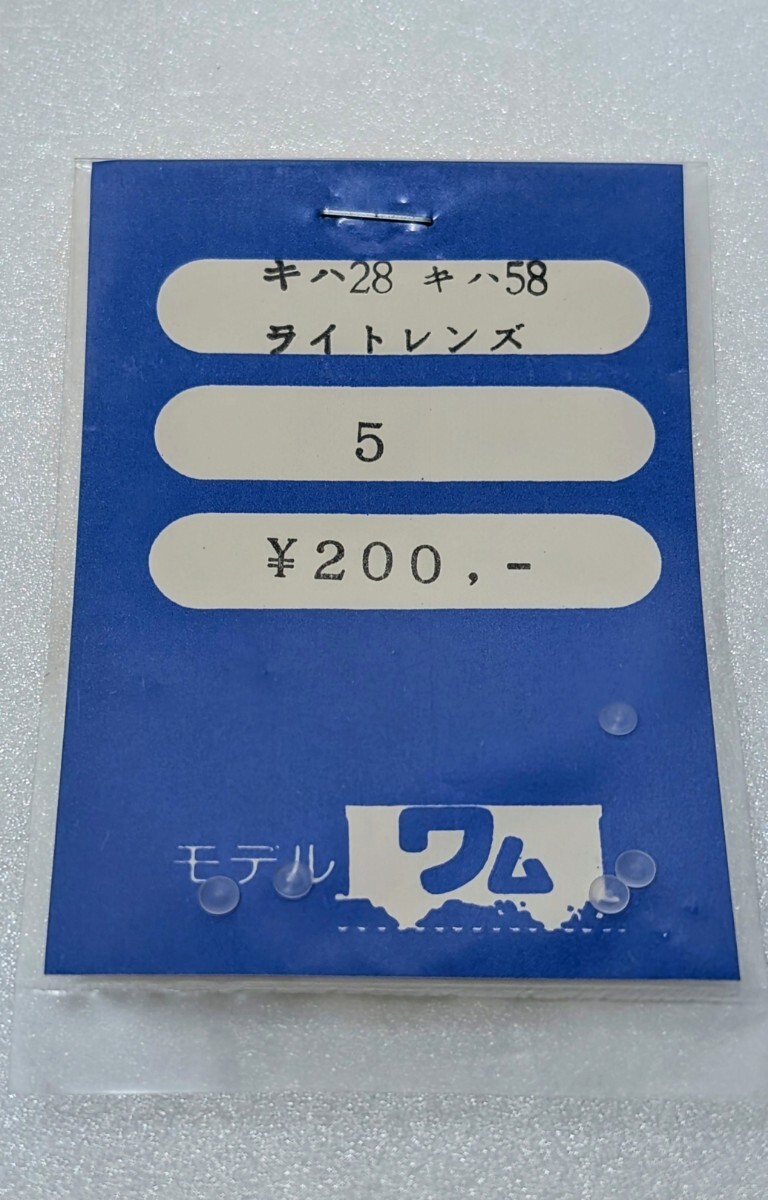 キハ28 キハ58
ライトレンズ
5
¥200,-
モデル ワム